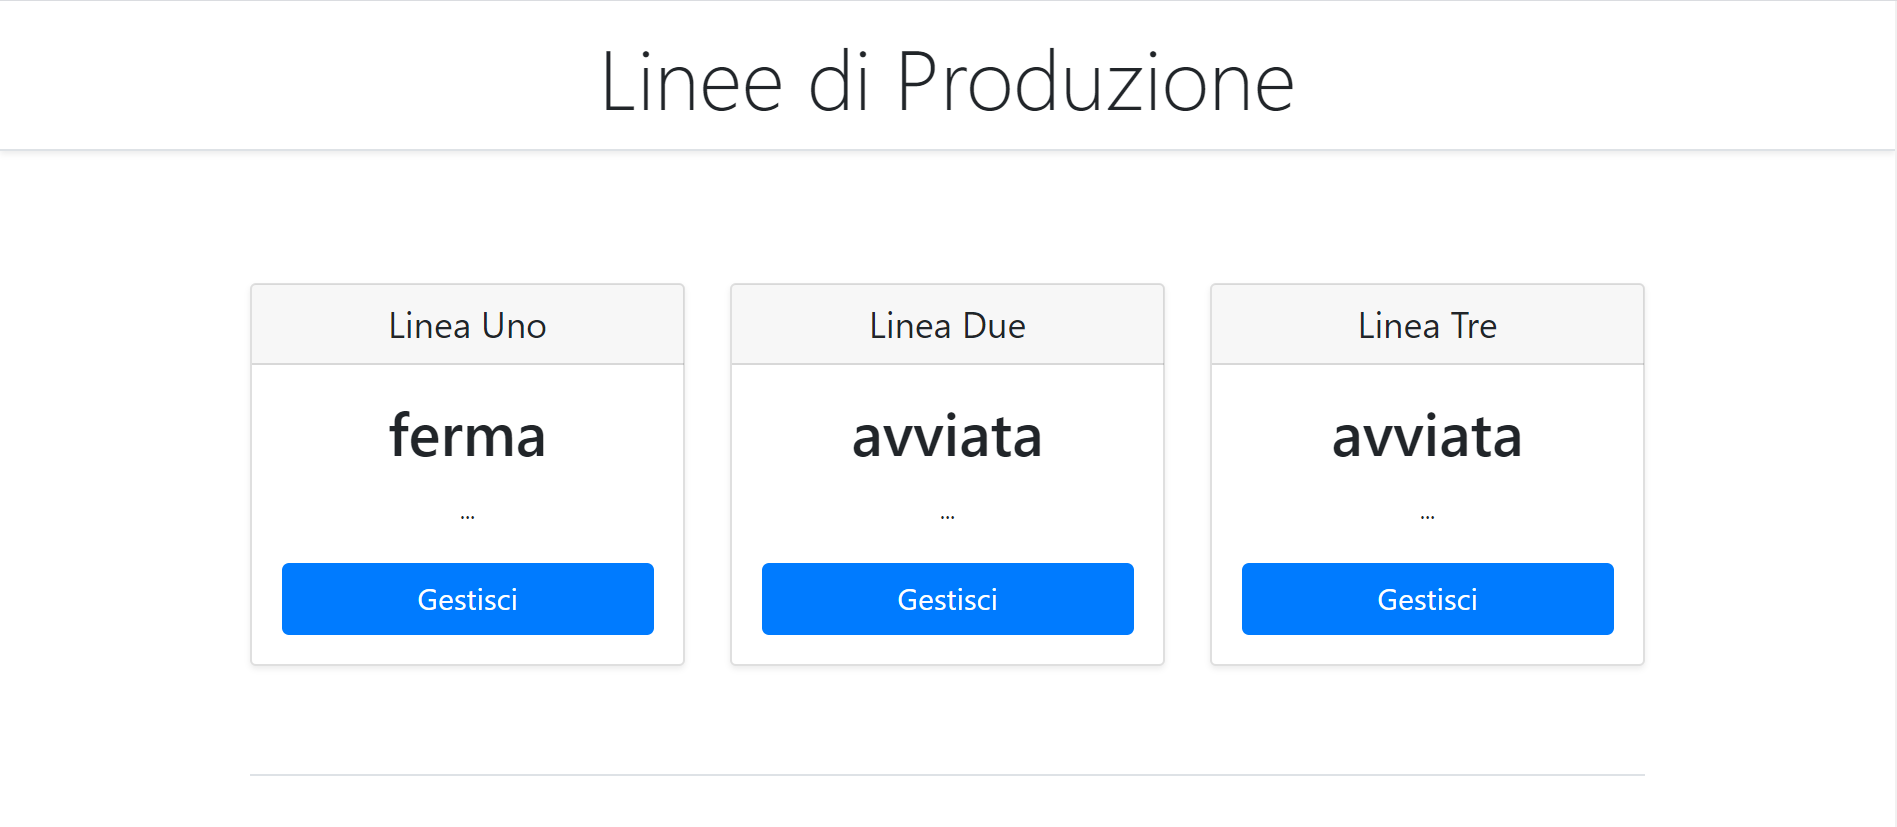 Linee di Produzione
Linea Uno
ferma
...
Gestisci
Linea Due
avviata
...
Gestisci
Linea Tre
avviata
...
Gestisci